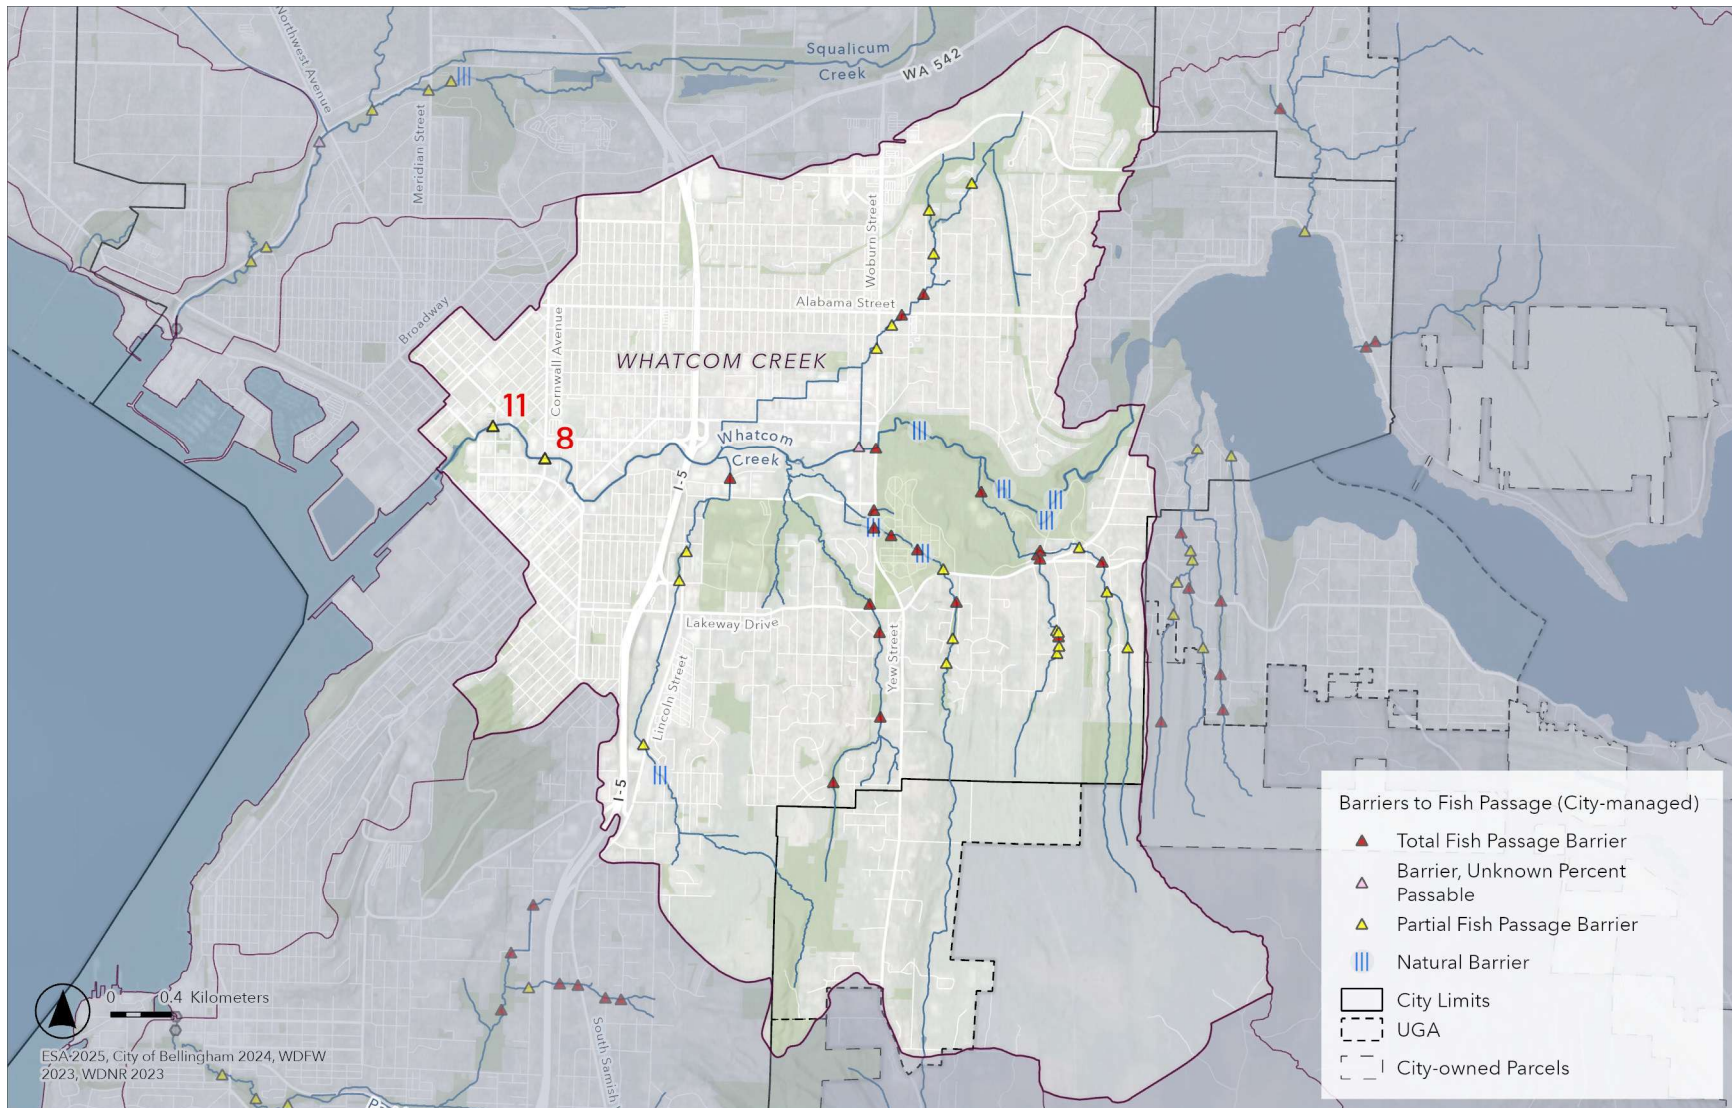 Northwest Avenue
Meridian Street
Squalicum
Creek
WA 542
Woburn Street
Alabama Street
Broadway
Cornwall Avenue
WHATCOM CREEK
11
8
Whatcom
Creek
I-5
Lakeway Drive
Yew Street
Lincoln Street
I-5
South Samish
0 0.4 Kilometers
ESA 2025, City of Bellingham 2024, WDFW
2023, WDNR 2023
Barriers to Fish Passage (City-managed)
Total Fish Passage Barrier
Barrier, Unknown Percent
Passable
Partial Fish Passage Barrier
Natural Barrier
City Limits
UGA
City-owned Parcels